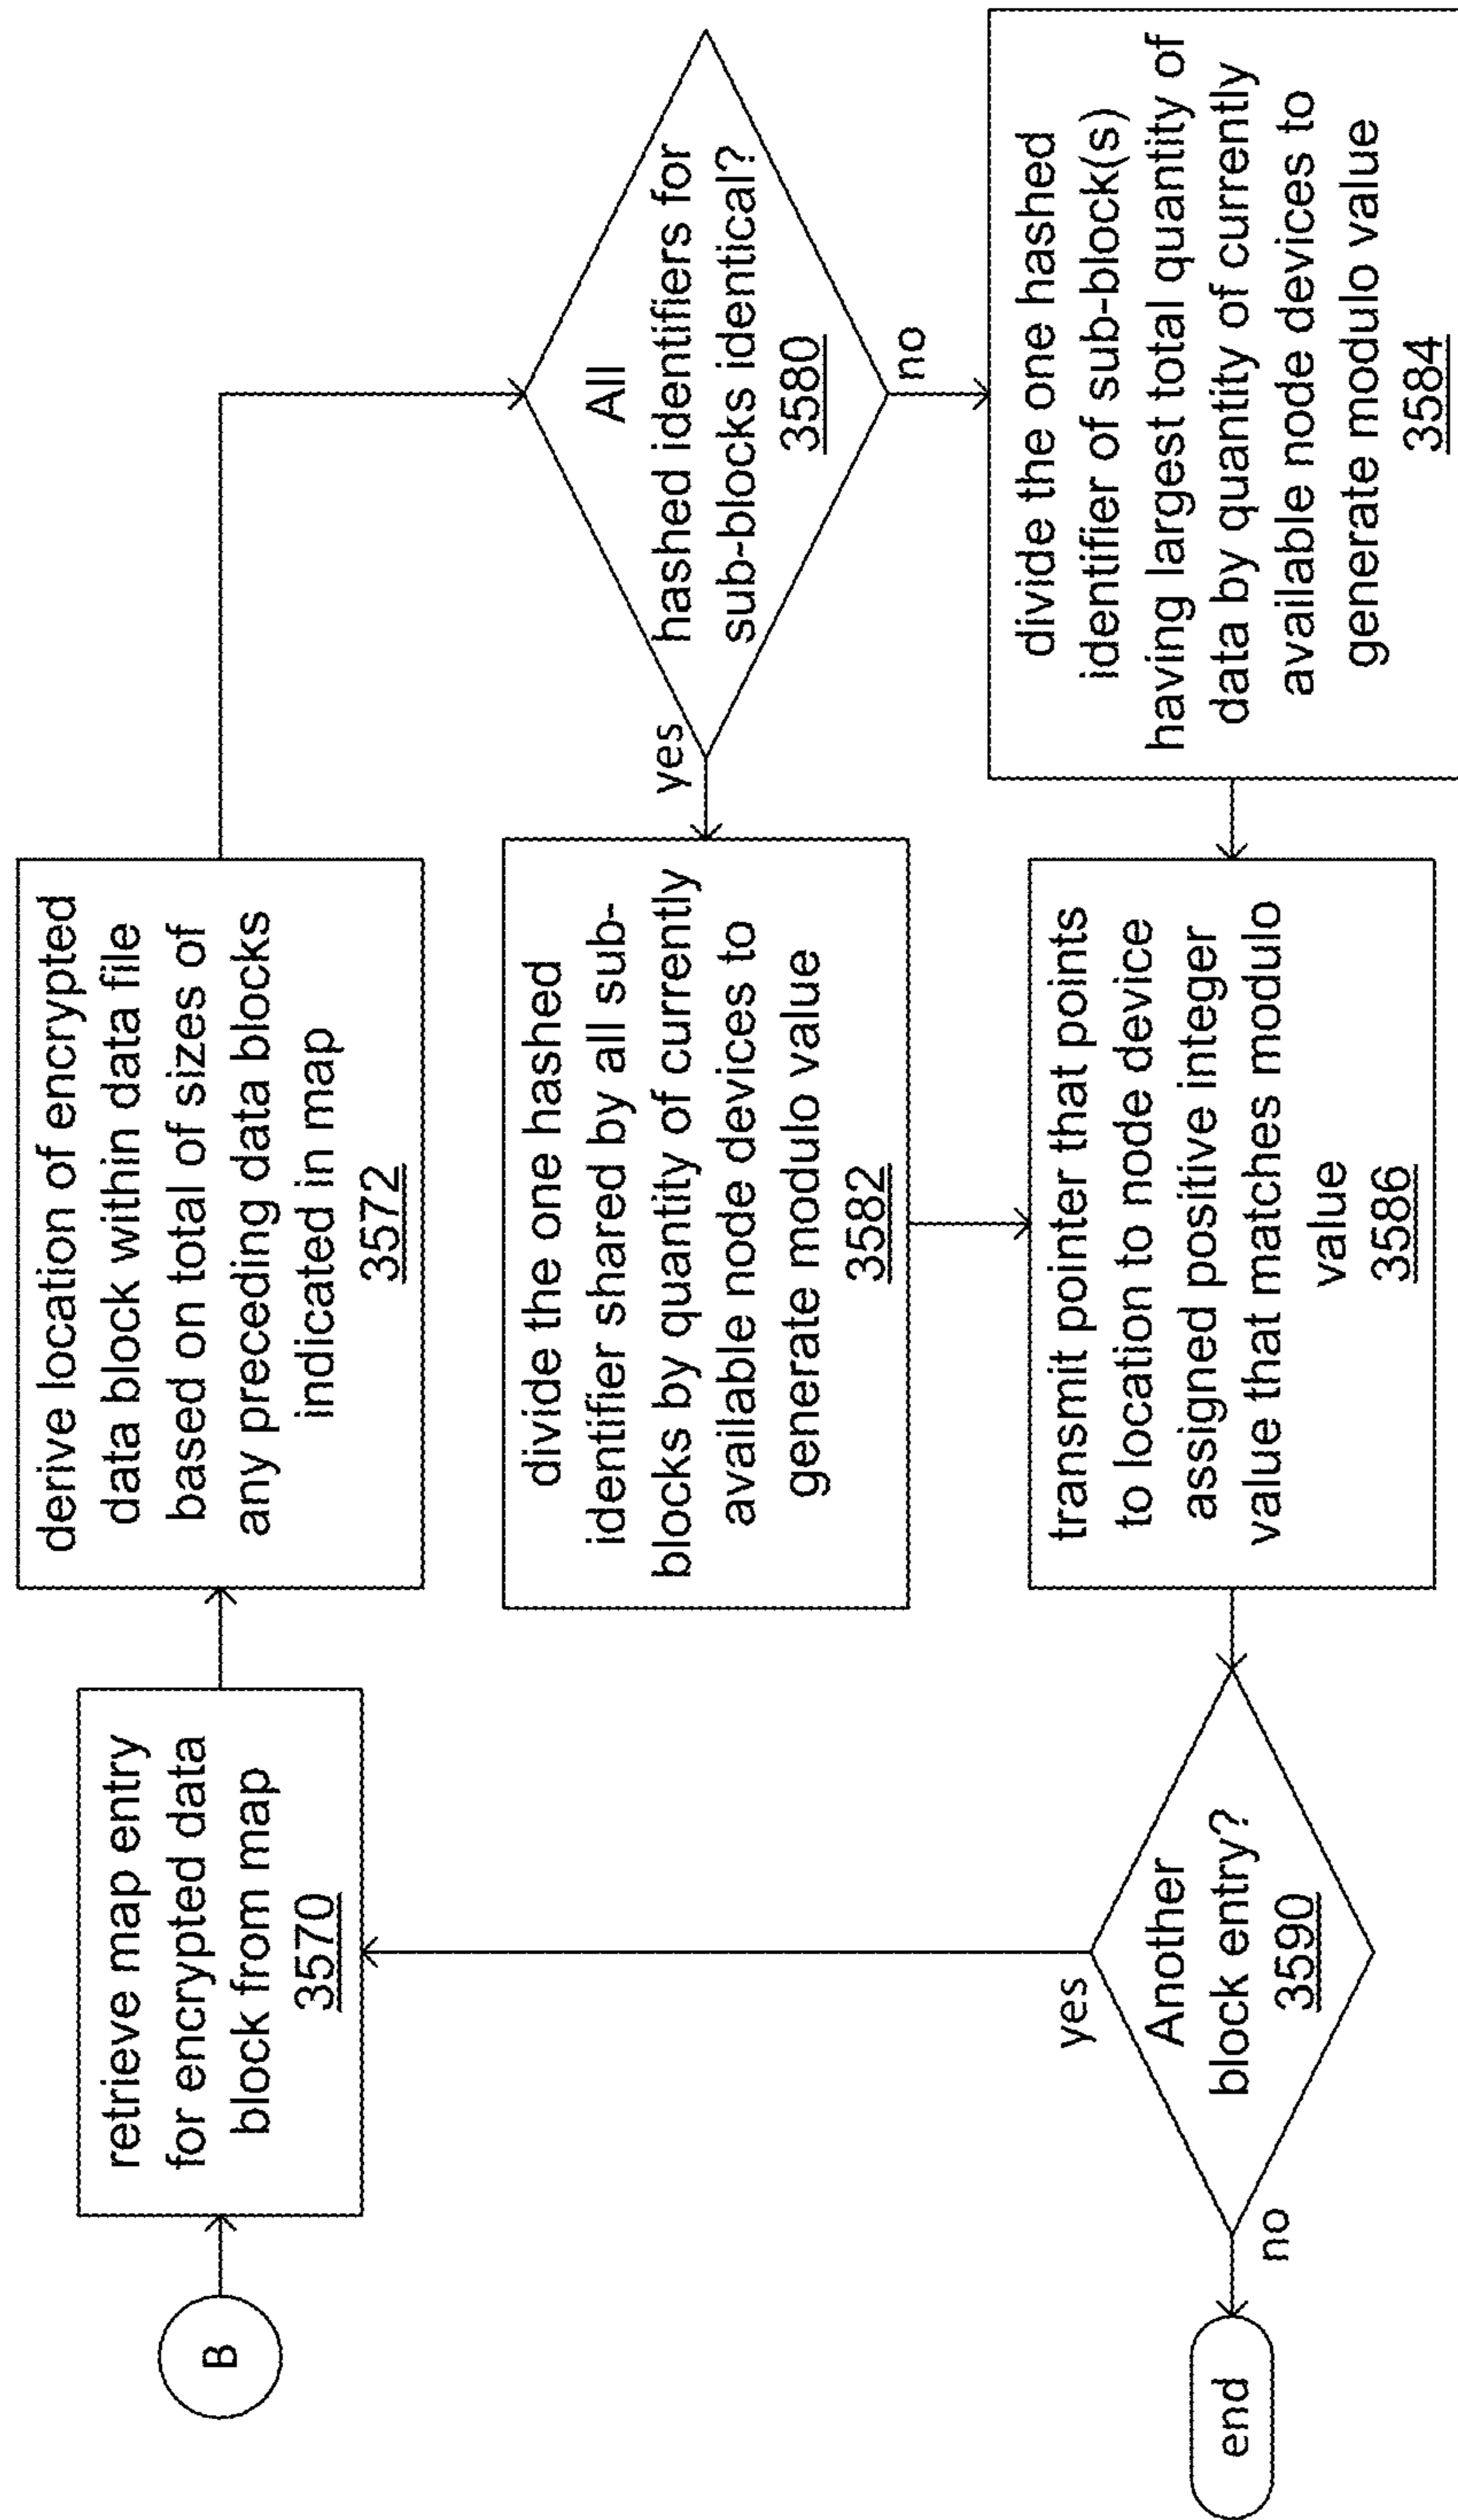 B
retrieve map entry
for encrypted data
block from map
3570
derive location of encrypted
data block within data file
based on total of sizes of
any preceding data blocks
indicated in map
3572
All
hashed identifiers for
sub-blocks identical?
3580
yes
no
divide the one hashed
identifier shared by all sub-
blocks by quantity of currently
available node devices to
generate modulo value
3582
divide the one hashed
identifier of sub-block(s)
having largest total quantity of
data by quantity of currently
available node devices to
generate modulo value
3584
transmit pointer that points
to location to node device
assigned positive integer
value that matches modulo
value
3586
Another
block entry?
3590
yes
no
end